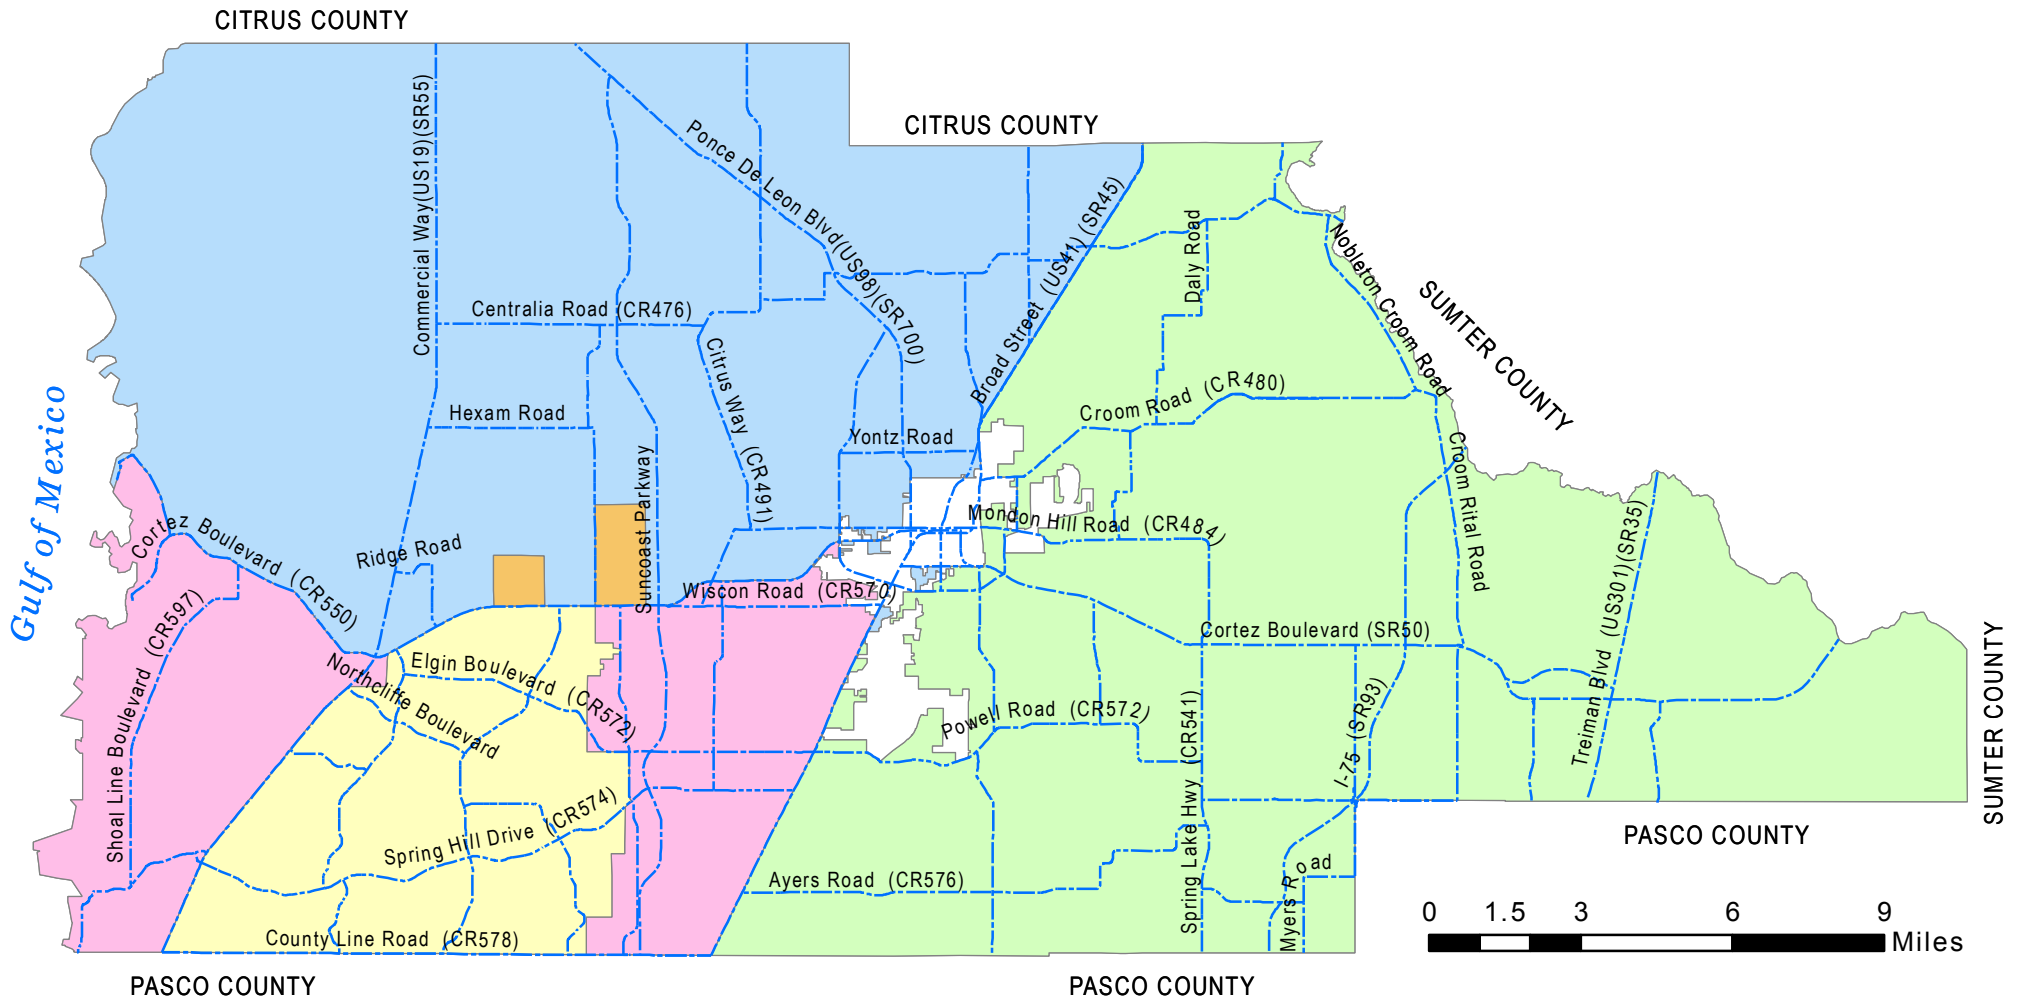 CITRUS COUNTY
CITRUS COUNTY
Commercial Way(US19)(SR55)
Ponce De Leon Blvd(US98)(SR700)
Broad Street (US41) (SR45)
Daly Road
Nobleton Croom Road
SUMTER COUNTY
Centralia Road (CR476)
Citrus Way (CR491)
Hexam Road
Yontz Road
Croom Road (CR480)
Croom Rital Road
Gulf of Mexico
Suncoast Parkway
Mondon Hill Road (CR484)
Cortez Boulevard (CR550)
Ridge Road
Wiscon Road (CR570)
Treiman Blvd (US301)(SR35)
Cortez Boulevard (SR50)
Shoal Line Boulevard (CR597)
Northcliffe Boulevard
Elgin Boulevard (CR572)
Powell Road (CR572)
Spring Lake Hwy (CR541)
I-75 (SR93)
SUMTER COUNTY
Spring Hill Drive (CR574)
PASCO COUNTY
Ayers Road (CR576)
Myers Road
County Line Road (CR578)
0 1.5 3 6 9
Miles
PASCO COUNTY
PASCO COUNTY